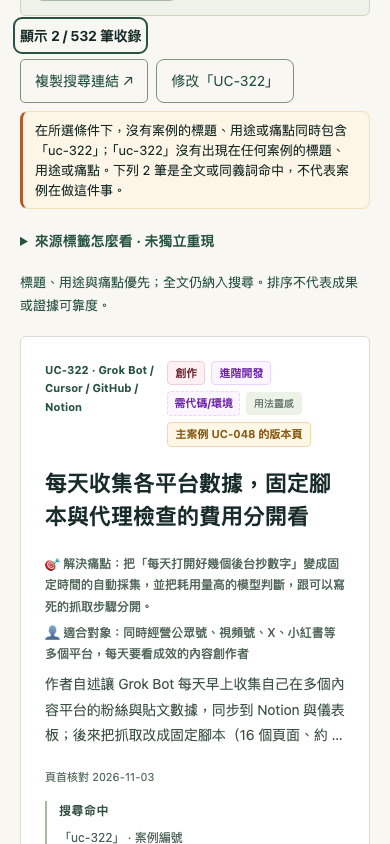 顯示 2 / 532 筆收錄
複製搜尋連結 ↗
修改「UC-322」
在所選條件下，沒有案例的標題、用途或痛點同時包含
「uc-322」；「uc-322」沒有出現在任何案例的標題、
用途或痛點。下列 2 筆是全文或同義詞命中，不代表案
例在做這件事。
▶ 來源標籤怎麼看 · 未獨立重現
標題、用途與痛點優先；全文仍納入搜尋。排序不代表成果
或證據可靠度。
UC-322 · Grok Bot /
Cursor / GitHub /
Notion
創作
進階開發
需代碼/環境
用法靈感
主案例 UC-048 的版本頁
每天收集各平台數據，固定腳
本與代理檢查的費用分開看
🎯 解決痛點：把「每天打開好幾個後台抄數字」變成固
定時間的自動採集，並把耗用量高的模型判斷，跟可以寫
死的抓取步驟分開。
👤 適合對象：同時經營公眾號、視頻號、X、小紅書等
多個平台，每天要看成效的內容創作者
作者自述讓 Grok Bot 每天早上收集自己在多個內
容平台的粉絲與貼文數據，同步到 Notion 與儀表
板；後來把抓取改成固定腳本（16 個頁面、約 ...
頁首核對 2026-11-03
搜尋命中
「uc-322」 · 案例編號